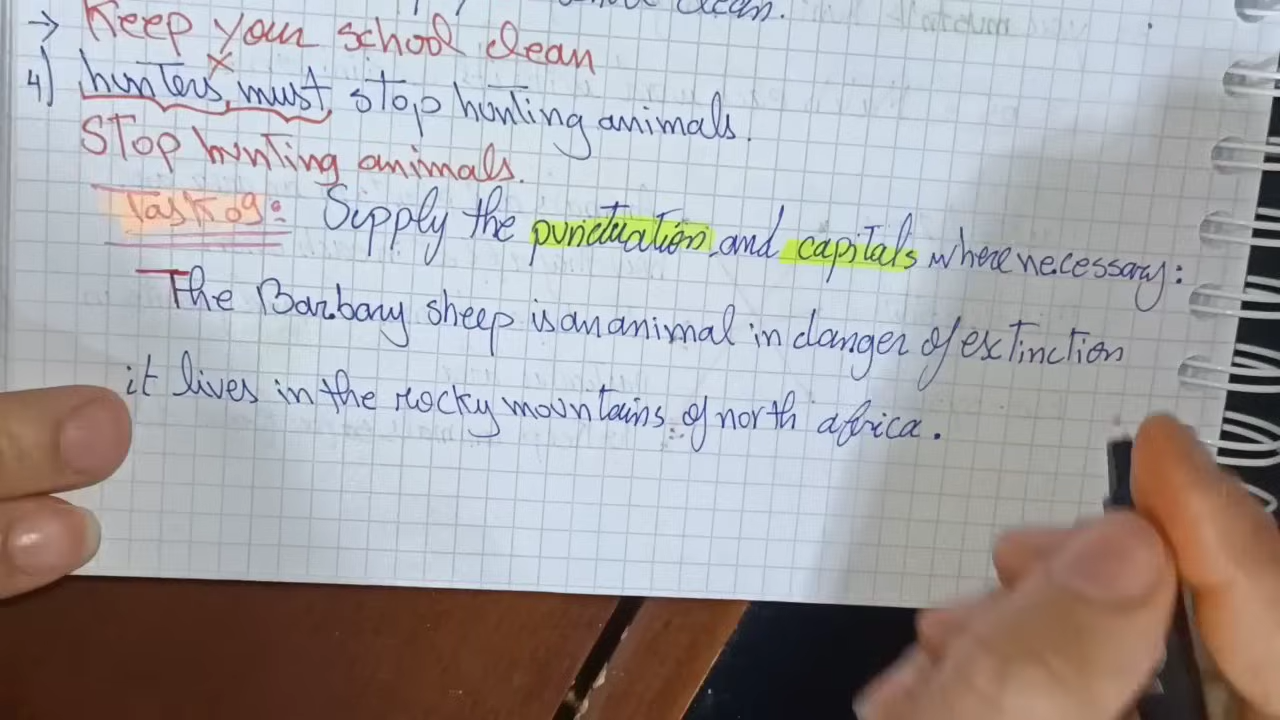 clean.
→ Keep your school clean
4) hunters must stop hunting animals.
Stop hunting animals.
Task 09: Supply the punctuation and capitals where necessary:
The Barbary sheep is an animal in danger of extinction
it lives in the rocky mountains of north africa.